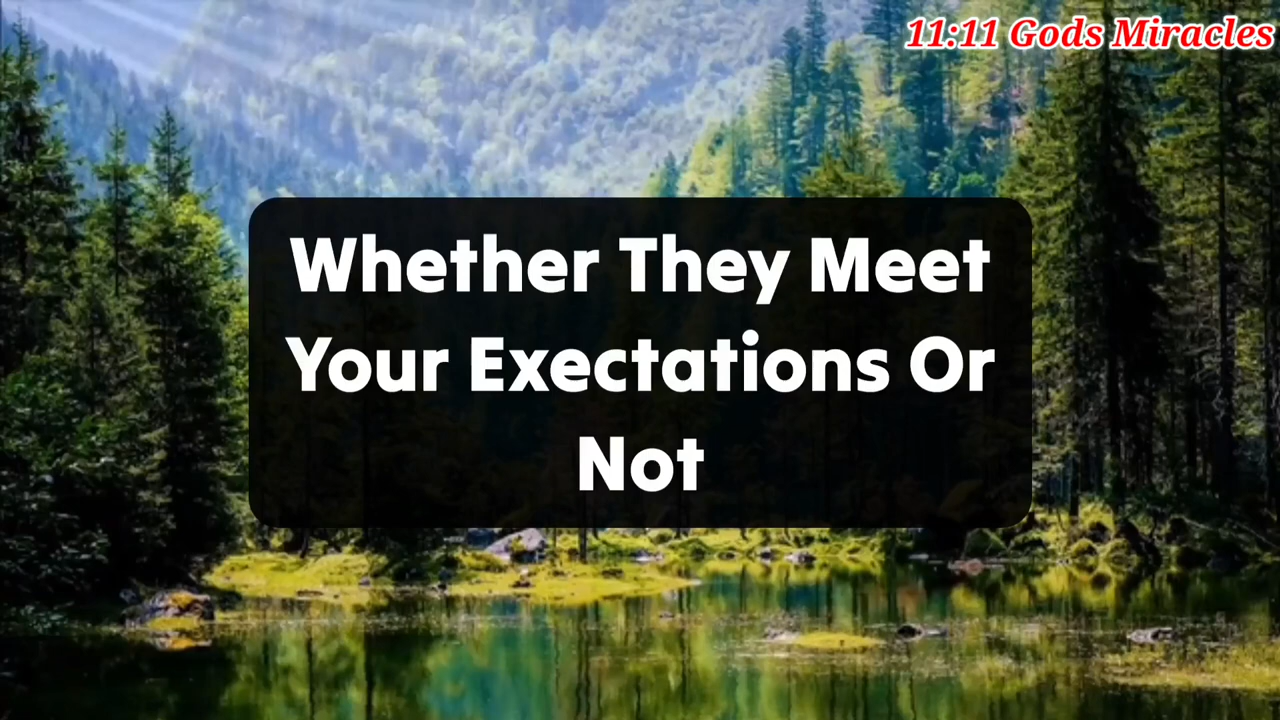 11:11 Gods Miracles
Whether They Meet
Your Exectations Or
Not